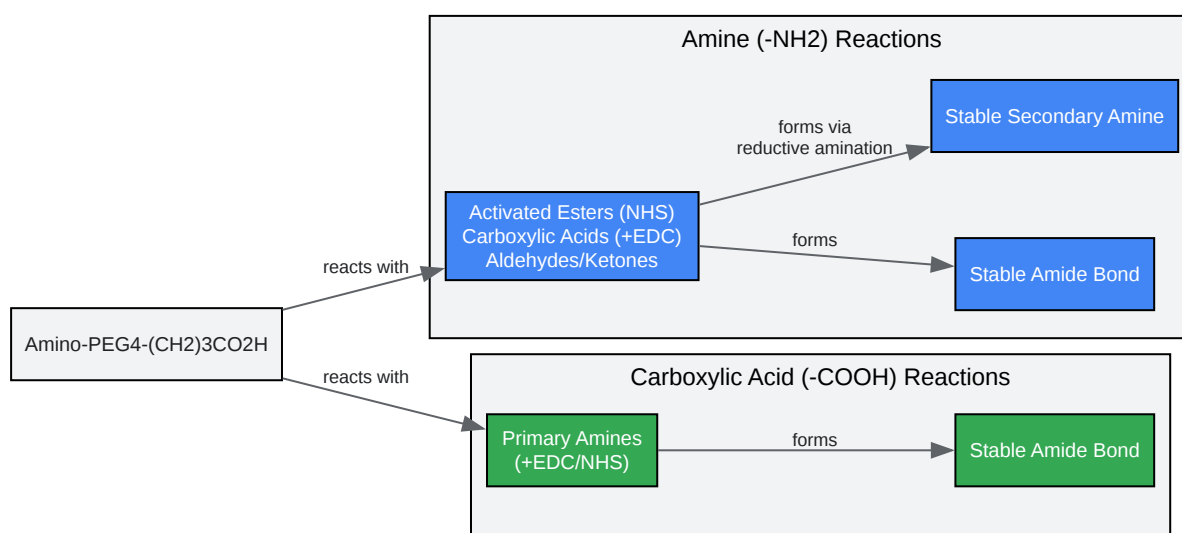 Amine (-NH2) Reactions
Stable Secondary Amine
forms via
reductive amination
Activated Esters (NHS)
Carboxylic Acids (+EDC)
Aldehydes/Ketones
forms
Stable Amide Bond
reacts with
Amino-PEG4-(CH2)3CO2H
reacts with
Carboxylic Acid (-COOH) Reactions
Primary Amines
(+EDC/NHS)
forms
Stable Amide Bond